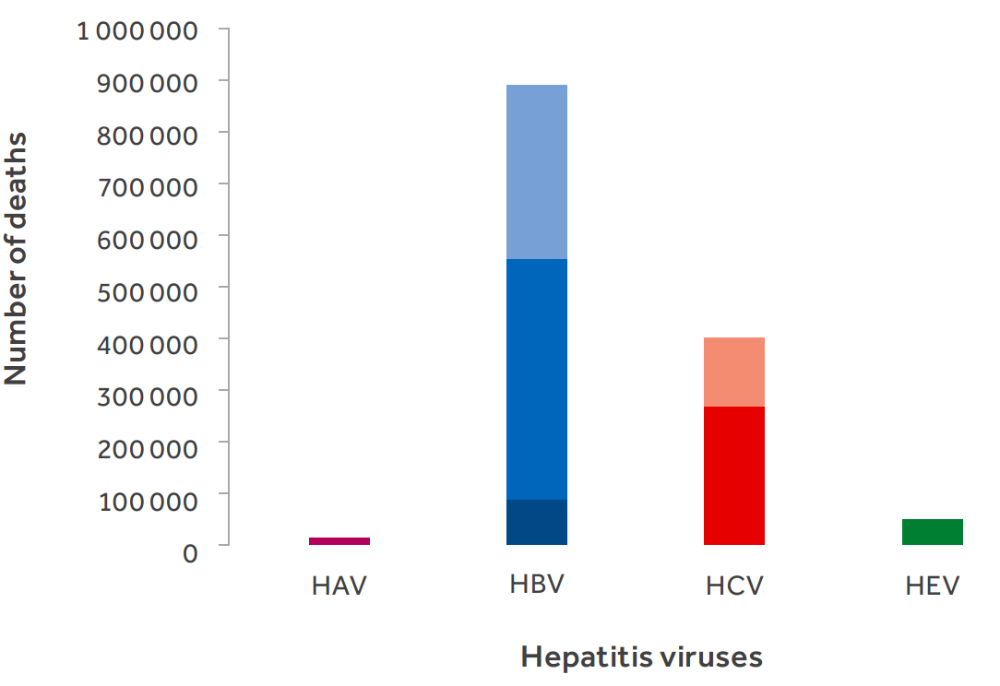 1 000 000
900 000
800 000
700 000
600 000
500 000
400 000
300 000
200 000
100 000
0
Number of deaths
HAV
HBV
HCV
HEV
Hepatitis viruses